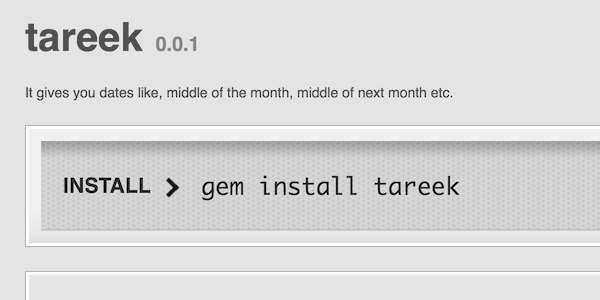 tareek 0.0.1
It gives you dates like, middle of the month, middle of next month etc.
INSTALL gem install tareek